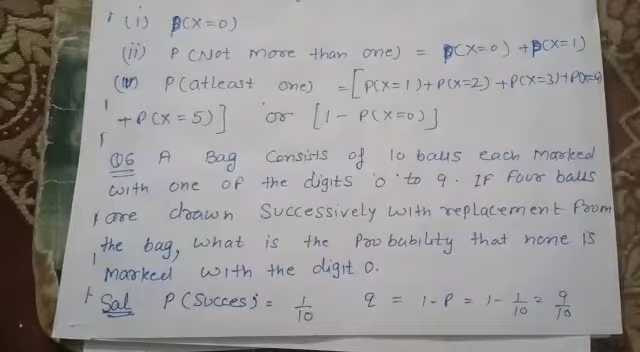 (i) P(X=0)
(ii) P (Not more than one) = P(X=0) + P(X=1)
(iv) P(atleast one) = [P(X=1)+P(X=2)+P(X=3)+P(X=4)
+P(X=5)] or [1-P(X=0)]
Q6 A Bag Consists of 10 balls each Marked
with one of the digits 0 to 9. IF Four balls
are drawn Successively with replacement From
the bag, what is the Probability that none is
Marked with the digit 0.
Sol P(Succes) = 1/10 q = 1-P = 1-1/10 = 9/10